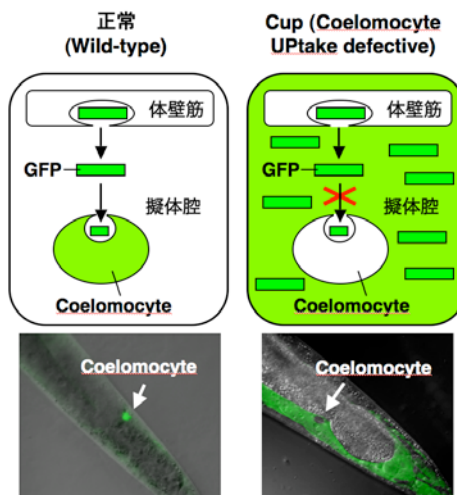 正常
(Wild-type)
体壁筋
GFP
擬体腔
Coelomocyte
Coelomocyte
Cup (Coelomocyte
UPtake defective)
体壁筋
GFP
擬体腔
Coelomocyte
Coelomocyte